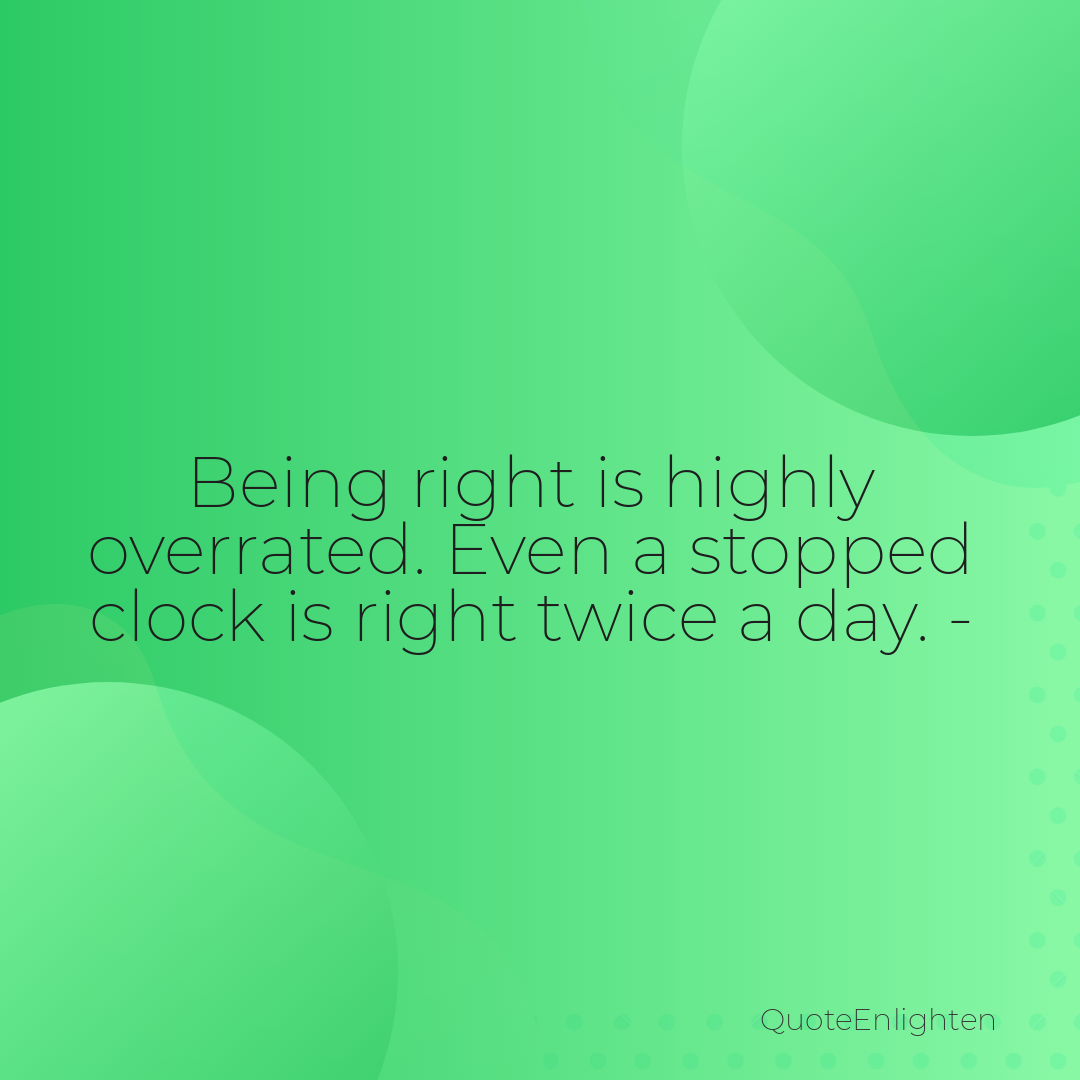 Being right is highly
overrated. Even a stopped
clock is right twice a day. -
QuoteEnlighten